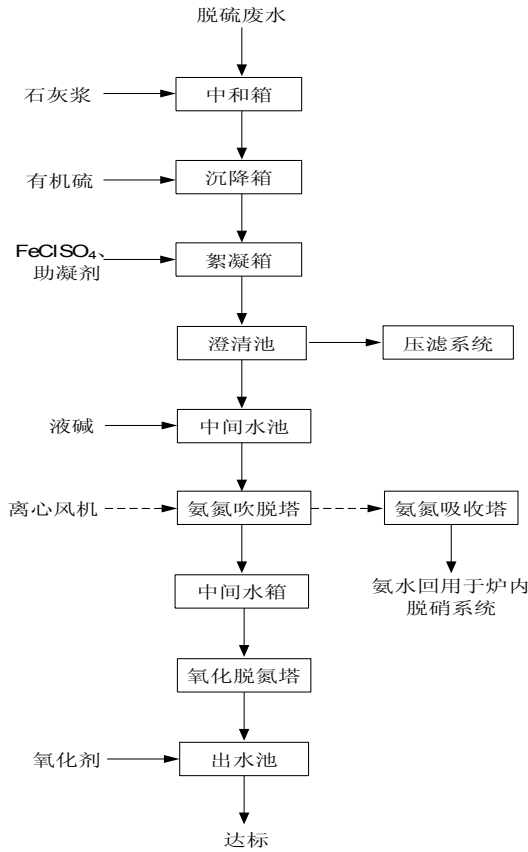 脱硫废水
石灰浆
中和箱
有机硫
沉降箱
FeClSO₄、
助凝剂
絮凝箱
澄清池
压滤系统
液碱
中间水池
离心风机
氨氮吹脱塔
氨氮吸收塔
中间水箱
氨水回用于炉内
脱硝系统
氧化脱氮塔
氧化剂
出水池
达标